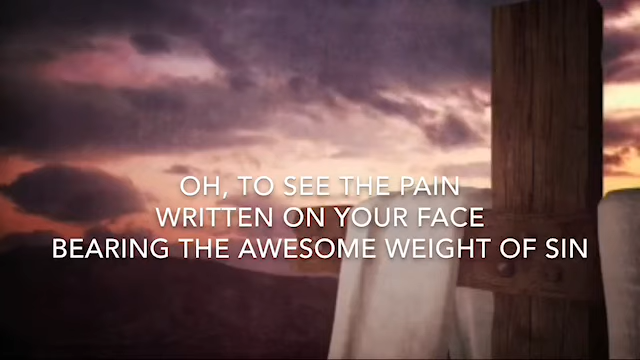 OH, TO SEE THE PAIN
WRITTEN ON YOUR FACE
BEARING THE AWESOME WEIGHT OF SIN